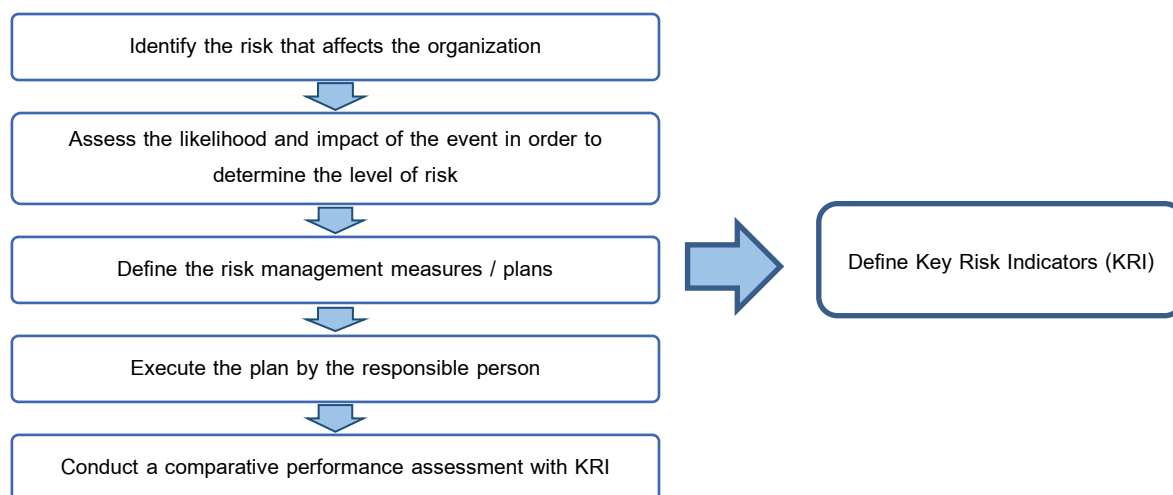 Identify the risk that affects the organization
Assess the likelihood and impact of the event in order to
determine the level of risk
Define the risk management measures / plans
Define Key Risk Indicators (KRI)
Execute the plan by the responsible person
Conduct a comparative performance assessment with KRI